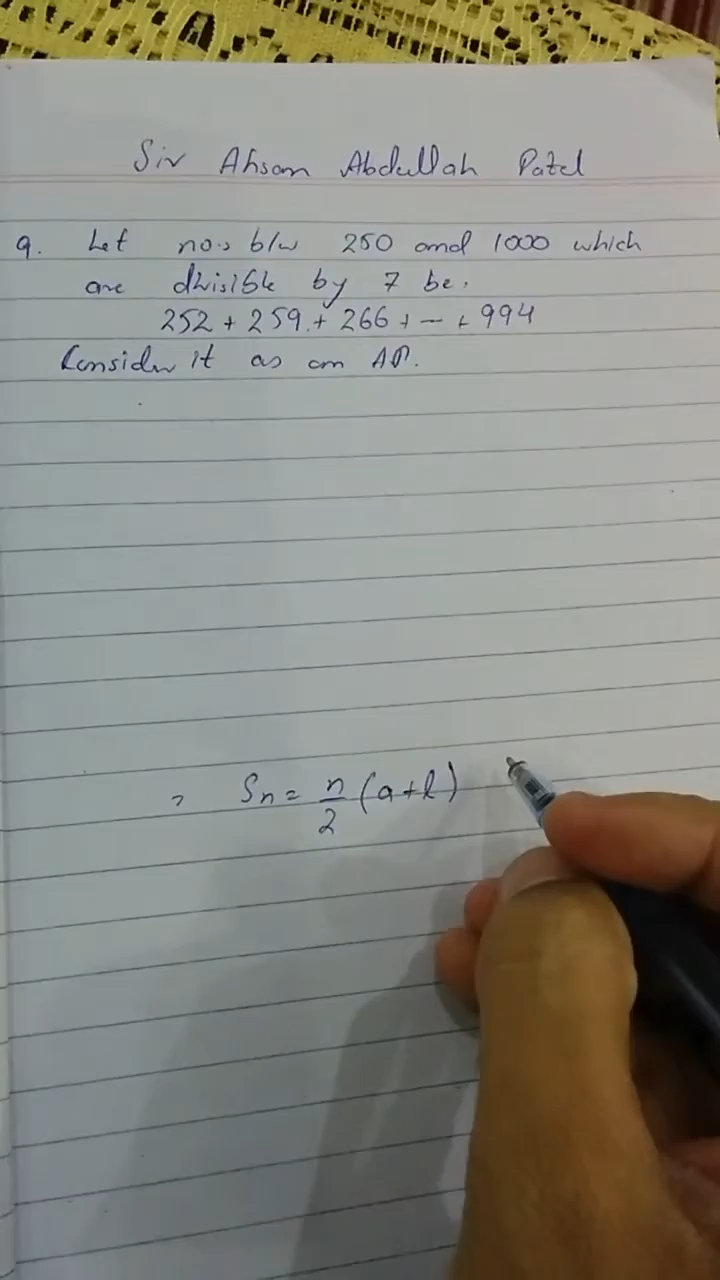 Sir Ahsan Abdullah Patel
9. Let no.s b/w 250 and 1000 which
are divisible by 7 be,
252 + 259 + 266 + - + 994
Consider it as an AP.
⇒ Sn = n/2 (a+l)